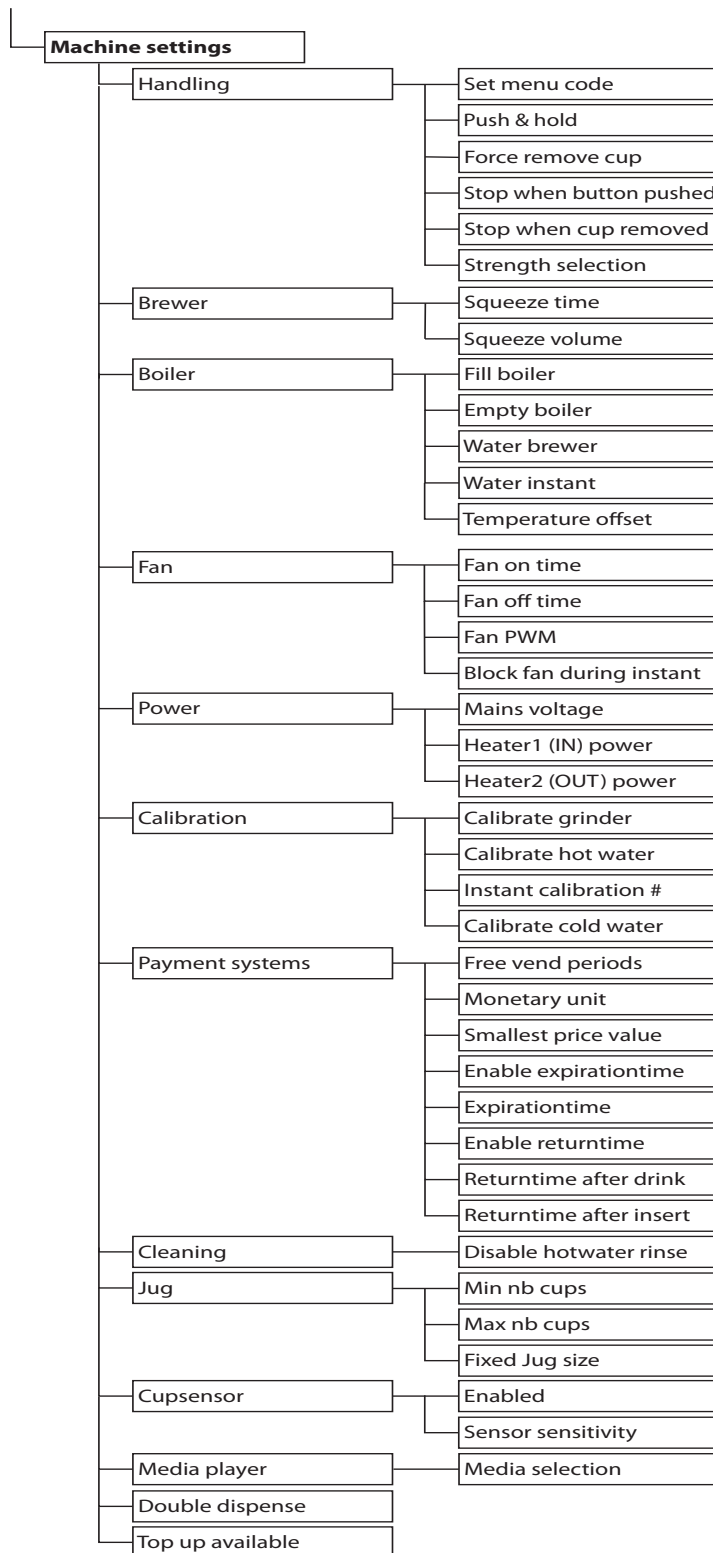 Machine settings
Handling
Set menu code
Push & hold
Force remove cup
Stop when button pushed
Stop when cup removed
Strength selection
Brewer
Squeeze time
Squeeze volume
Boiler
Fill boiler
Empty boiler
Water brewer
Water instant
Temperature offset
Fan
Fan on time
Fan off time
Fan PWM
Block fan during instant
Power
Mains voltage
Heater1 (IN) power
Heater2 (OUT) power
Calibration
Calibrate grinder
Calibrate hot water
Instant calibration #
Calibrate cold water
Payment systems
Free vend periods
Monetary unit
Smallest price value
Enable expirationtime
Expirationtime
Enable returntime
Returntime after drink
Returntime after insert
Cleaning
Disable hotwater rinse
Jug
Min nb cups
Max nb cups
Fixed Jug size
Cupsensor
Enabled
Sensor sensitivity
Media player
Media selection
Double dispense
Top up available